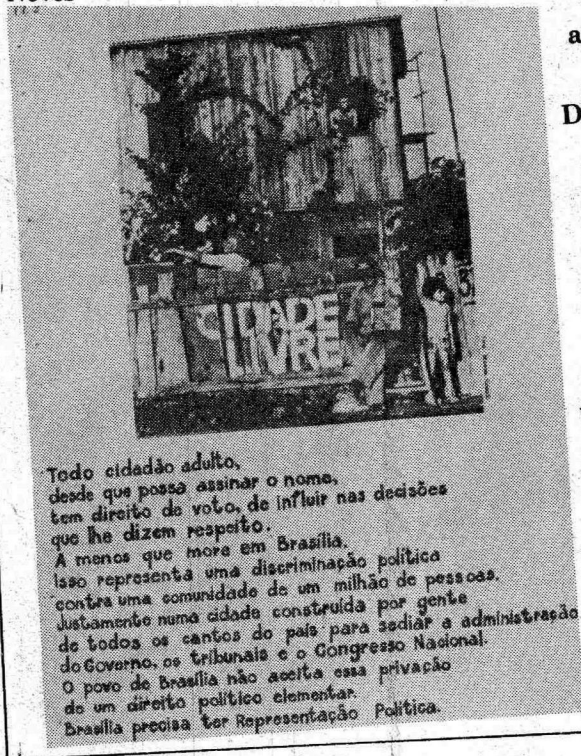 a
D
CIDADE
LIVRE
3
Todo cidadão adulto,
desde que possa assinar o nome,
tem direito de voto, de influir nas decisões
que lhe dizem respeito.
A menos que more em Brasília.
Isso representa uma discriminação política
contra uma comunidade de um milhão de pessoas.
Justamente numa cidade construída por gente
de todos os cantos do país para sediar a administração
do Governo, os tribunais e o Congresso Nacional.
O povo de Brasília não aceita essa privação
de um direito político elementar.
Brasília precisa ter Representação Política.